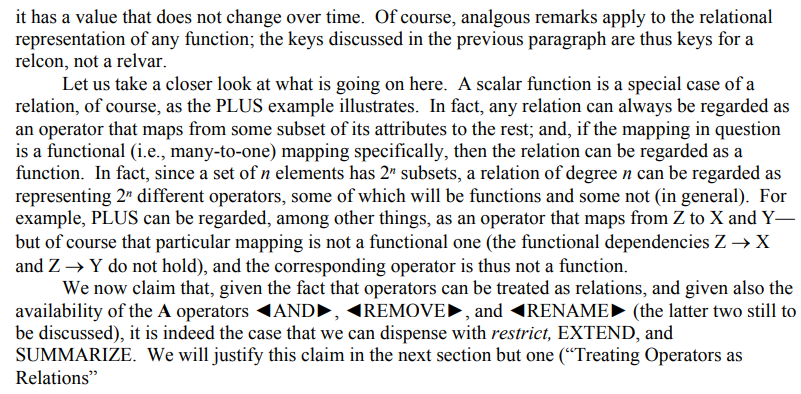 it has a value that does not change over time.  Of course, analgous remarks apply to the relational
representation of any function; the keys discussed in the previous paragraph are thus keys for a
relcon, not a relvar.
Let us take a closer look at what is going on here.  A scalar function is a special case of a
relation, of course, as the PLUS example illustrates.  In fact, any relation can always be regarded as
an operator that maps from some subset of its attributes to the rest; and, if the mapping in question
is a functional (i.e., many-to-one) mapping specifically, then the relation can be regarded as a
function.  In fact, since a set of n elements has 2ⁿ subsets, a relation of degree n can be regarded as
representing 2ⁿ different operators, some of which will be functions and some not (in general).  For
example, PLUS can be regarded, among other things, as an operator that maps from Z to X and Y—
but of course that particular mapping is not a functional one (the functional dependencies Z → X
and Z → Y do not hold), and the corresponding operator is thus not a function.
We now claim that, given the fact that operators can be treated as relations, and given also the
availability of the A operators ◄AND►, ◄REMOVE►, and ◄RENAME► (the latter two still to
be discussed), it is indeed the case that we can dispense with restrict, EXTEND, and
SUMMARIZE.  We will justify this claim in the next section but one (“Treating Operators as
Relations”